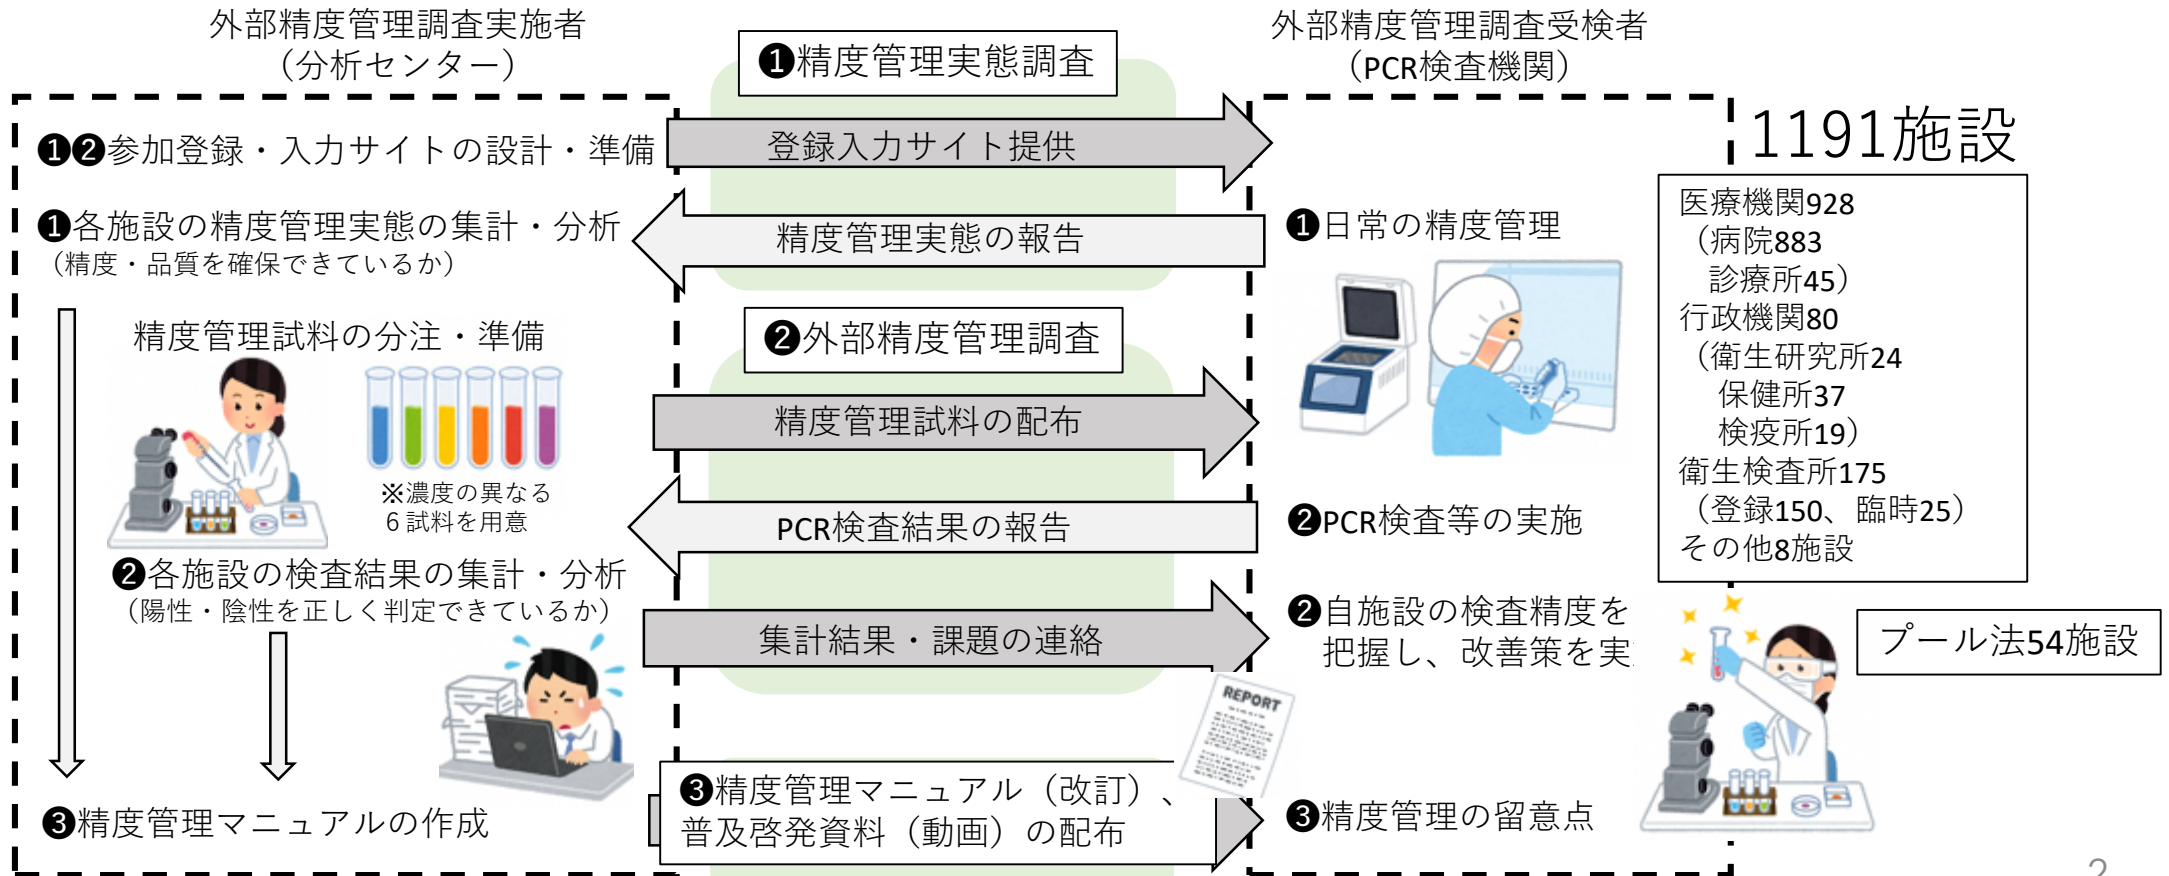 外部精度管理調査実施者
（分析センター）
❶精度管理実態調査
外部精度管理調査受検者
（PCR検査機関）
❶❷参加登録・入力サイトの設計・準備
登録入力サイト提供
1191施設
❶各施設の精度管理実態の集計・分析
（精度・品質を確保できているか）
精度管理実態の報告
❶日常の精度管理
医療機関928
（病院883
診療所45）
行政機関80
（衛生研究所24
保健所37
検疫所19）
衛生検査所175
（登録150、臨時25）
その他8施設
精度管理試料の分注・準備
※濃度の異なる
６試料を用意
❷外部精度管理調査
精度管理試料の配布
PCR検査結果の報告
❷PCR検査等の実施
❷各施設の検査結果の集計・分析
（陽性・陰性を正しく判定できているか）
集計結果・課題の連絡
❷自施設の検査精度を
把握し、改善策を実
プール法54施設
REPORT
❸精度管理マニュアルの作成
❸精度管理マニュアル（改訂）、
普及啓発資料（動画）の配布
❸精度管理の留意点
2